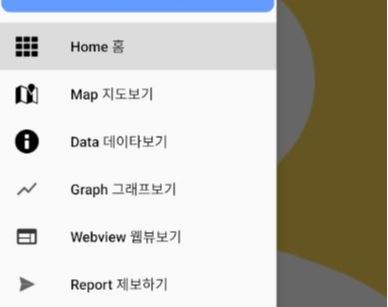 Home 홈
Map 지도보기
Data 데이타보기
Graph 그래프보기
Webview 웹뷰보기
Report 제보하기